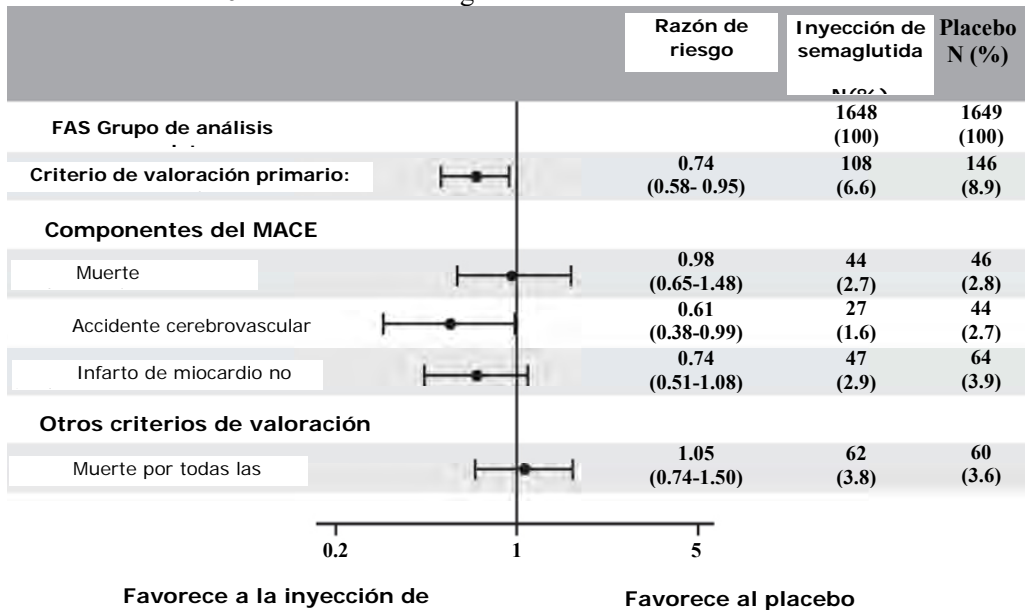 Razón de riesgo
Inyección de semaglutida
N(%)
Placebo N (%)
FAS Grupo de análisis
1648 (100)
1649 (100)
Criterio de valoración primario:
0.74 (0.58- 0.95)
108 (6.6)
146 (8.9)
Componentes del MACE
Muerte
0.98 (0.65-1.48)
44 (2.7)
46 (2.8)
Accidente cerebrovascular
0.61 (0.38-0.99)
27 (1.6)
44 (2.7)
Infarto de miocardio no
0.74 (0.51-1.08)
47 (2.9)
64 (3.9)
Otros criterios de valoración
Muerte por todas las
1.05 (0.74-1.50)
62 (3.8)
60 (3.6)
0.2
1
5
Favorece a la inyección de
Favorece al placebo